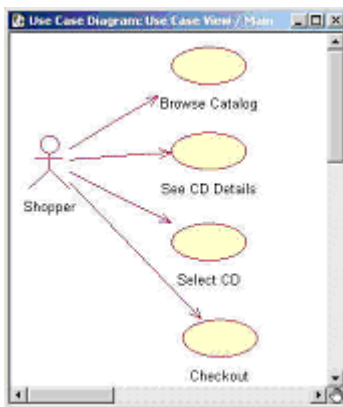 Use Case Diagram: Use Case View / Main
Browse Catalog
See CD Details
Shopper
Select CD
Checkout